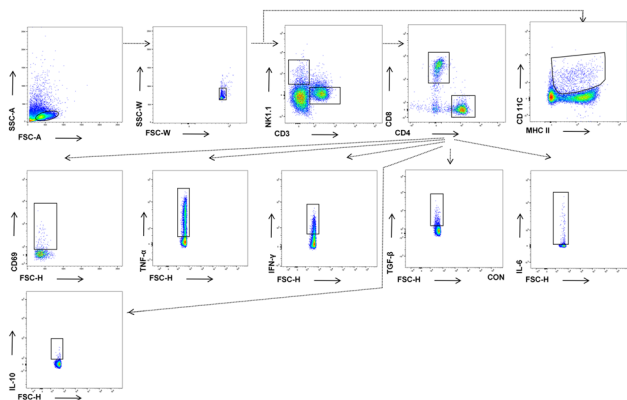 SSC-A
FSC-A
SSC-W
FSC-W
NK1.1
CD3
CD8
CD4
CD 11C
MHC II
CD69
FSC-H
TNF-α
FSC-H
IFN-γ
FSC-H
TGF-β
FSC-H
CON
IL-6
FSC-H
IL-10
FSC-H